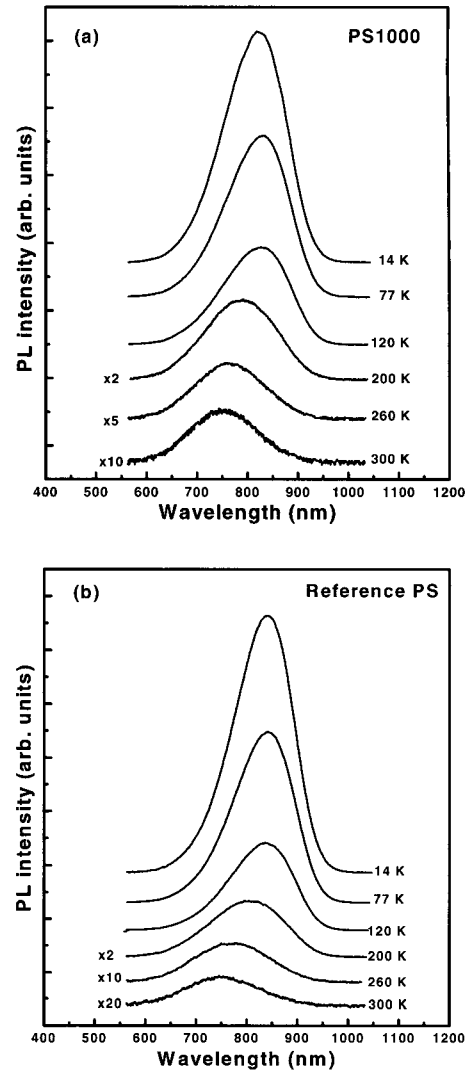 (a) PS1000
PL intensity (arb. units)
14 K
77 K
120 K
x2 200 K
x5 260 K
x10 300 K
400 500 600 700 800 900 1000 1100 1200
Wavelength (nm)
(b) Reference PS
PL intensity (arb. units)
14 K
77 K
120 K
x2 200 K
x10 260 K
x20 300 K
400 500 600 700 800 900 1000 1100 1200
Wavelength (nm)